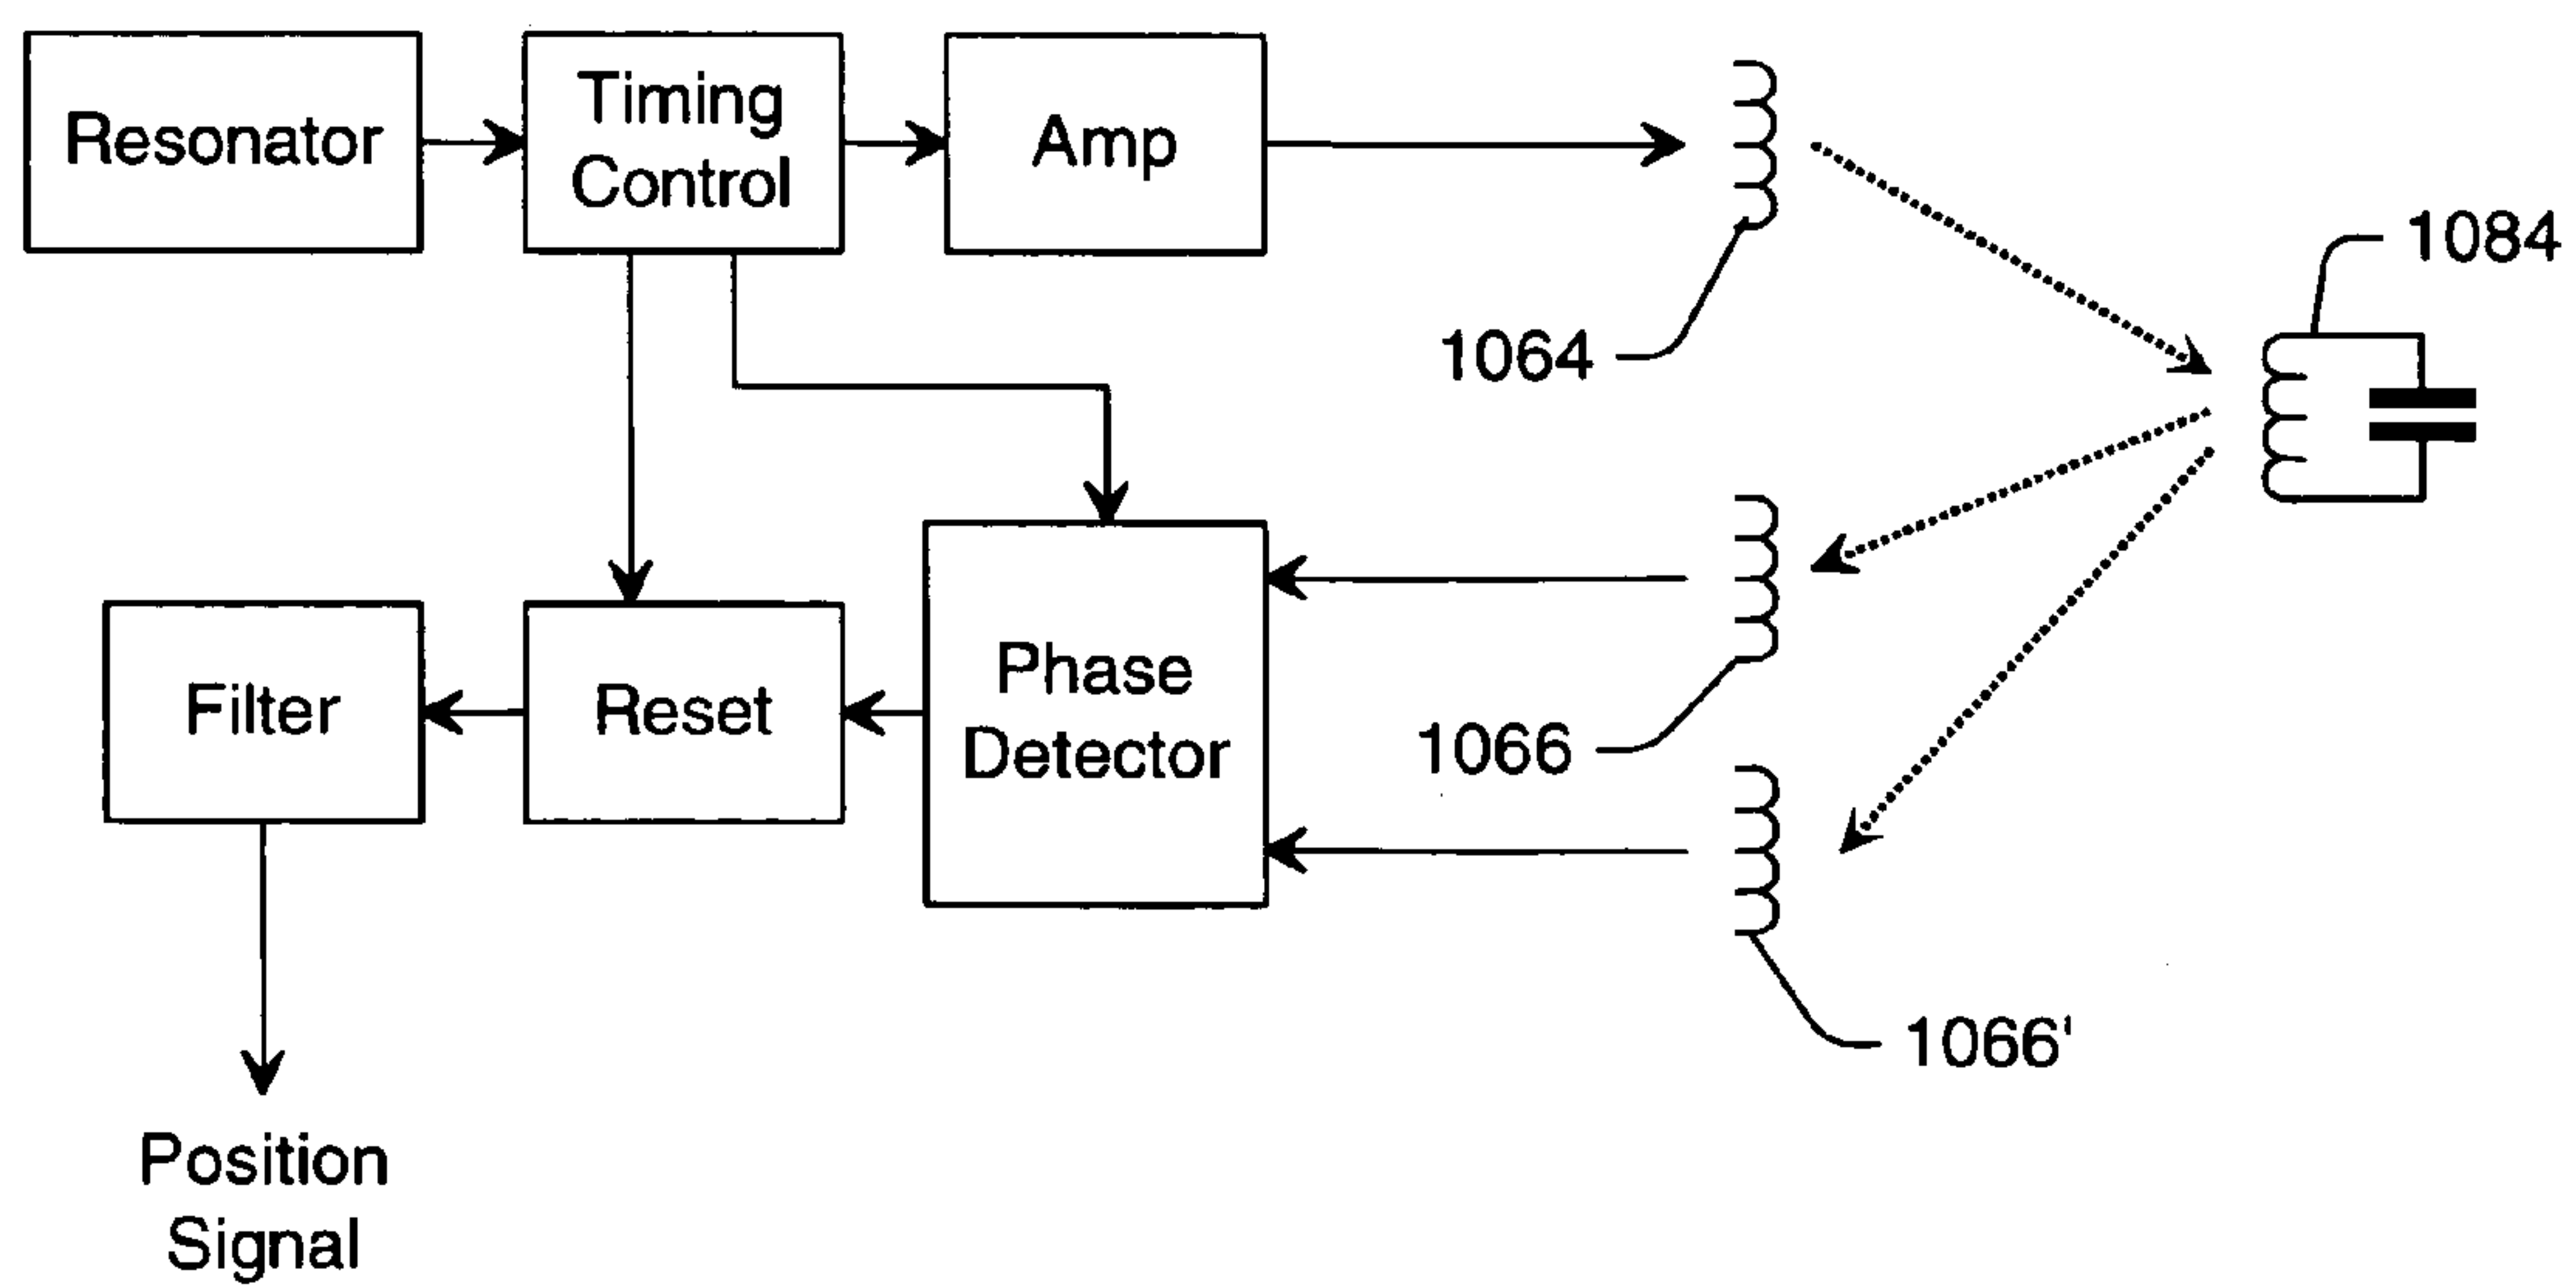 Resonator
Timing
Control
Amp
1084
1064
Filter
Reset
Phase
Detector
1066
1066'
Position
Signal